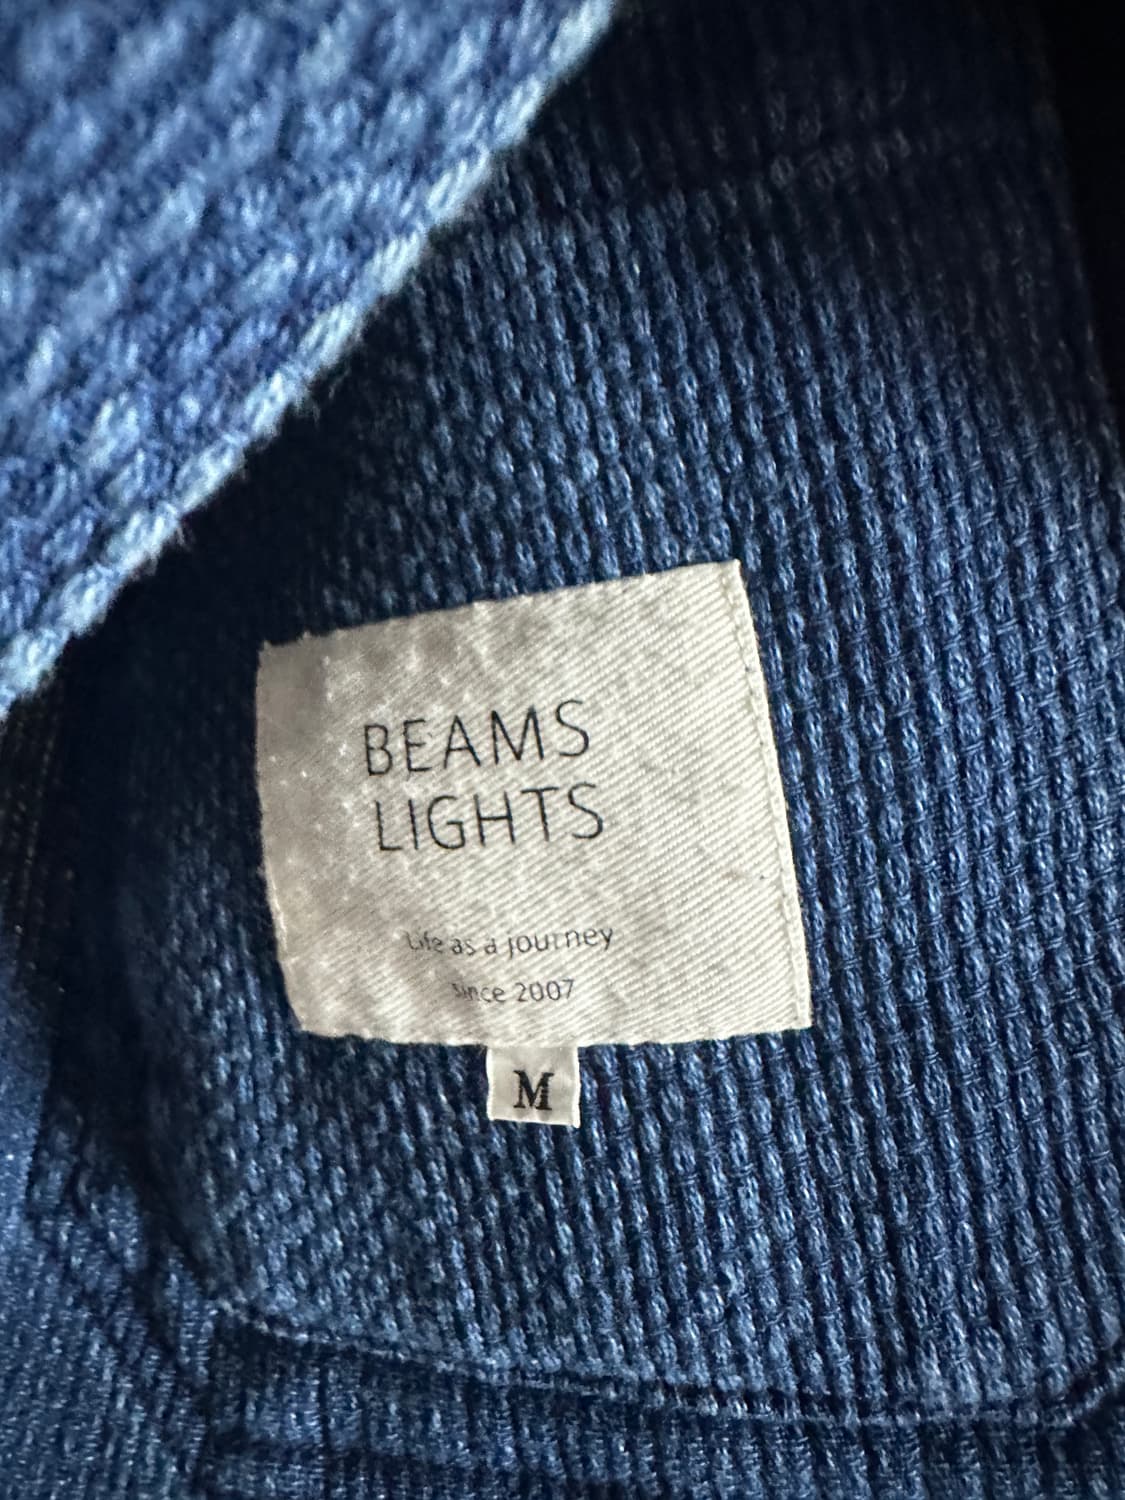 BEAMS
LIGHTS
Life as a journey
since 2007
M